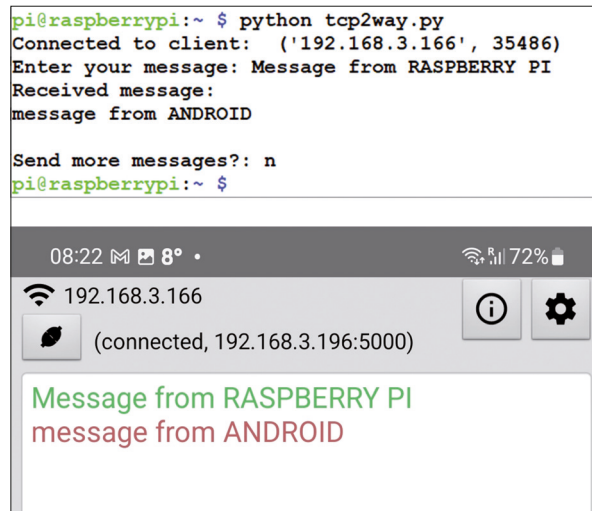 pi@raspberrypi:~ $ python tcp2way.py
Connected to client:  ('192.168.3.166', 35486)
Enter your message: Message from RASPBERRY PI
Received message:
message from ANDROID
Send more messages?: n
pi@raspberrypi:~ $
08:22 8° • 72%
192.168.3.166
(connected, 192.168.3.196:5000)
Message from RASPBERRY PI
message from ANDROID